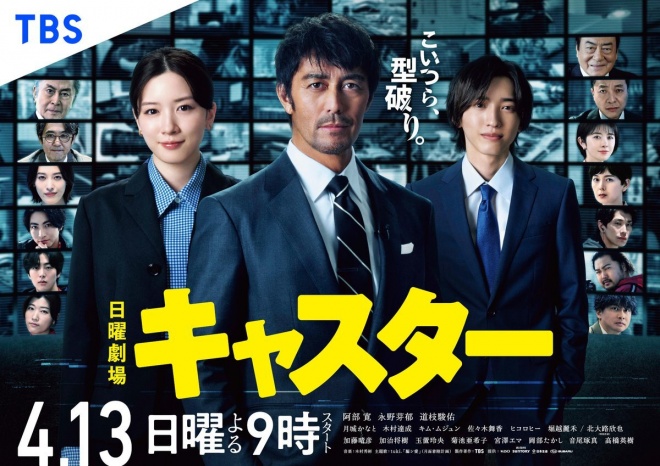 TBS
こいつら、
型破り。
日曜劇場
キャスター
4.13 日曜よる9時スタート
阿部 寛 永野芽郁 道枝駿佑
月城かなと 木村達成 キム・ムジュン 佐々木舞香 ヒコロヒー 堀越麗禾 / 北大路欣也
加藤晴彦 加治将樹 玉置玲央 菊池亜希子 宮澤エマ 岡部たかし 音尾琢真 高橋英樹